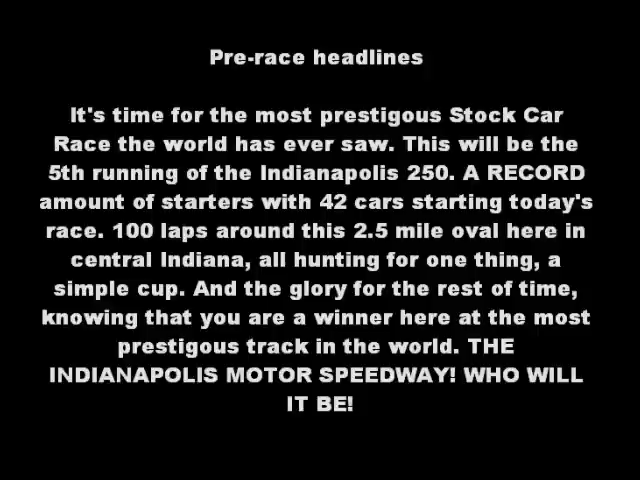 Pre-race headlines
It's time for the most prestigous Stock Car
Race the world has ever saw. This will be the
5th running of the Indianapolis 250. A RECORD
amount of starters with 42 cars starting today's
race. 100 laps around this 2.5 mile oval here in
central Indiana, all hunting for one thing, a
simple cup. And the glory for the rest of time,
knowing that you are a winner here at the most
prestigous track in the world. THE
INDIANAPOLIS MOTOR SPEEDWAY! WHO WILL
IT BE!